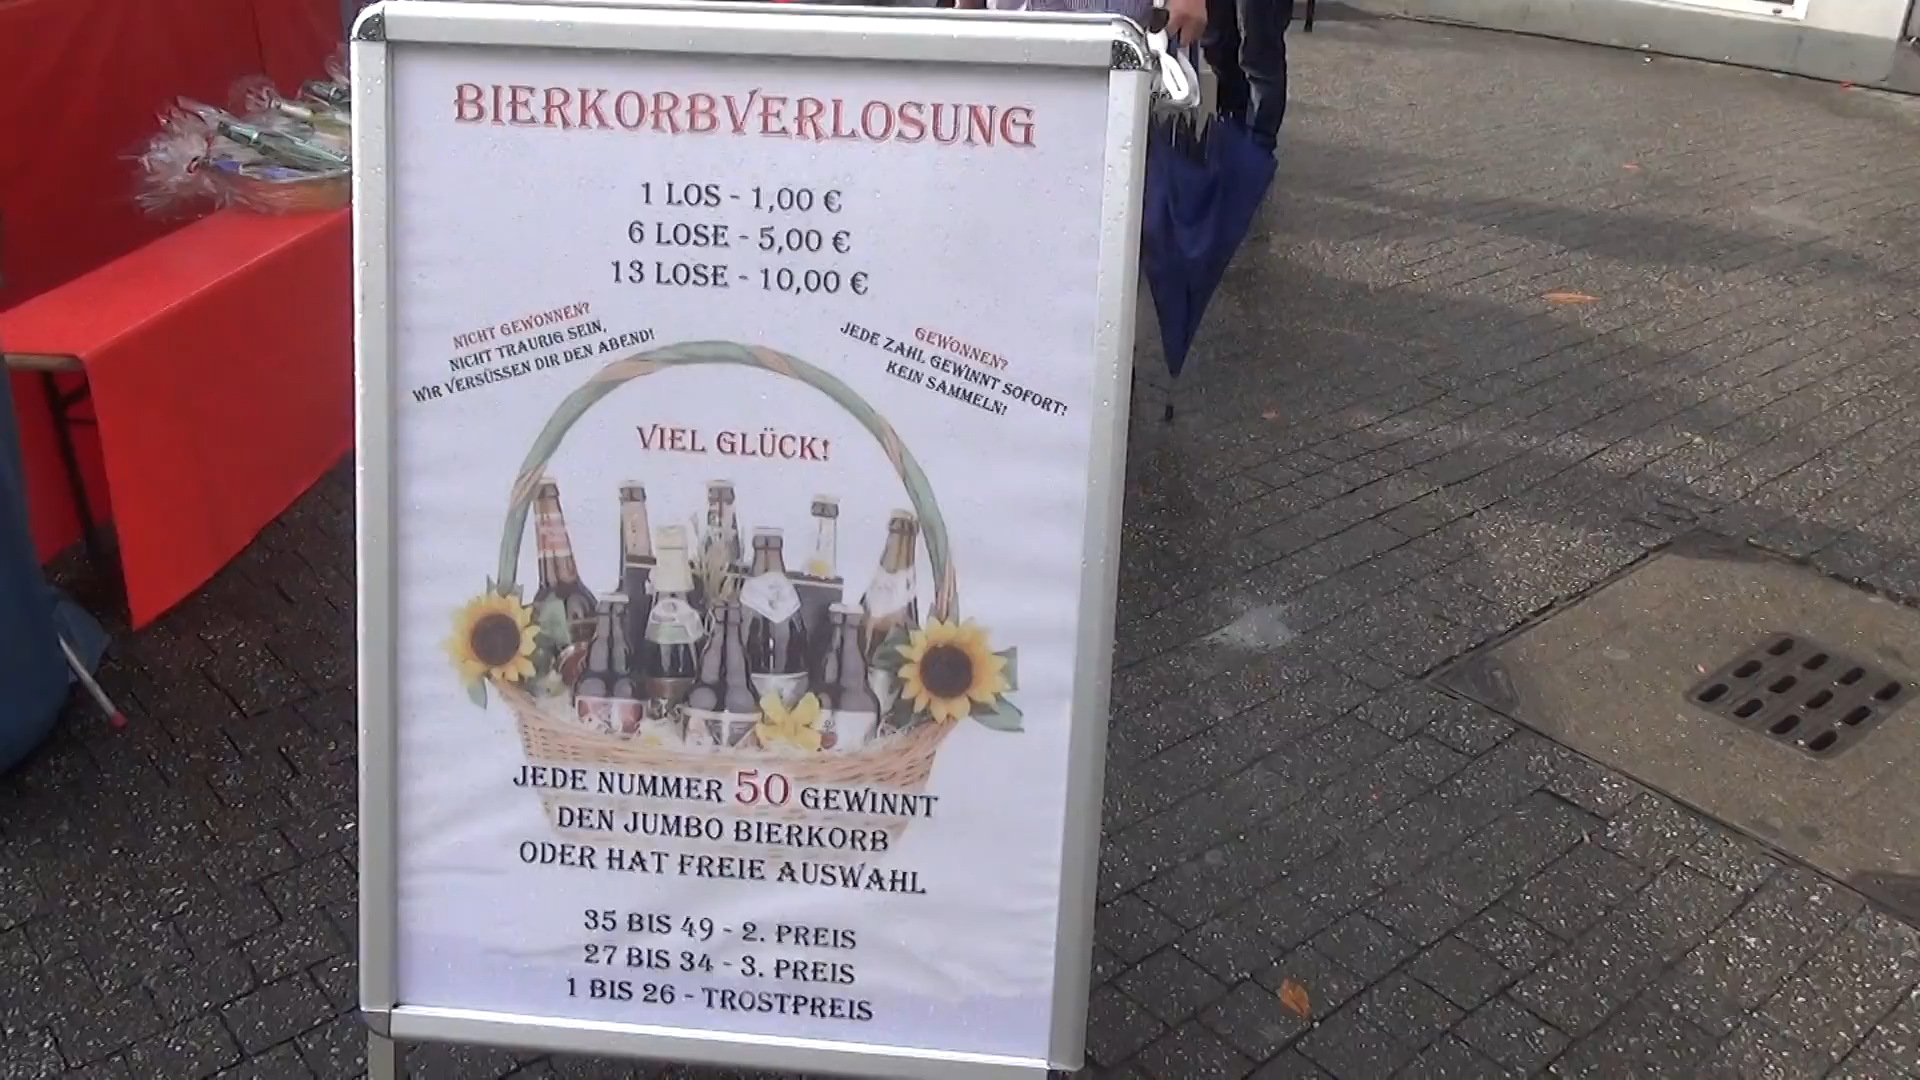 BIERKORBVERLOSUNG
1 LOS - 1,00 €
6 LOSE - 5,00 €
13 LOSE - 10,00 €
NICHT GEWONNEN?
NICHT TRAURIG SEIN,
WIR VERSÜSSEN DIR DEN ABEND!
GEWONNEN?
JEDE ZAHL GEWINNT SOFORT!
KEIN SAMMELN!
VIEL GLÜCK!
JEDE NUMMER 50 GEWINNT
DEN JUMBO BIERKORB
ODER HAT FREIE AUSWAHL
35 BIS 49 - 2. PREIS
27 BIS 34 - 3. PREIS
1 BIS 26 - TROSTPREIS